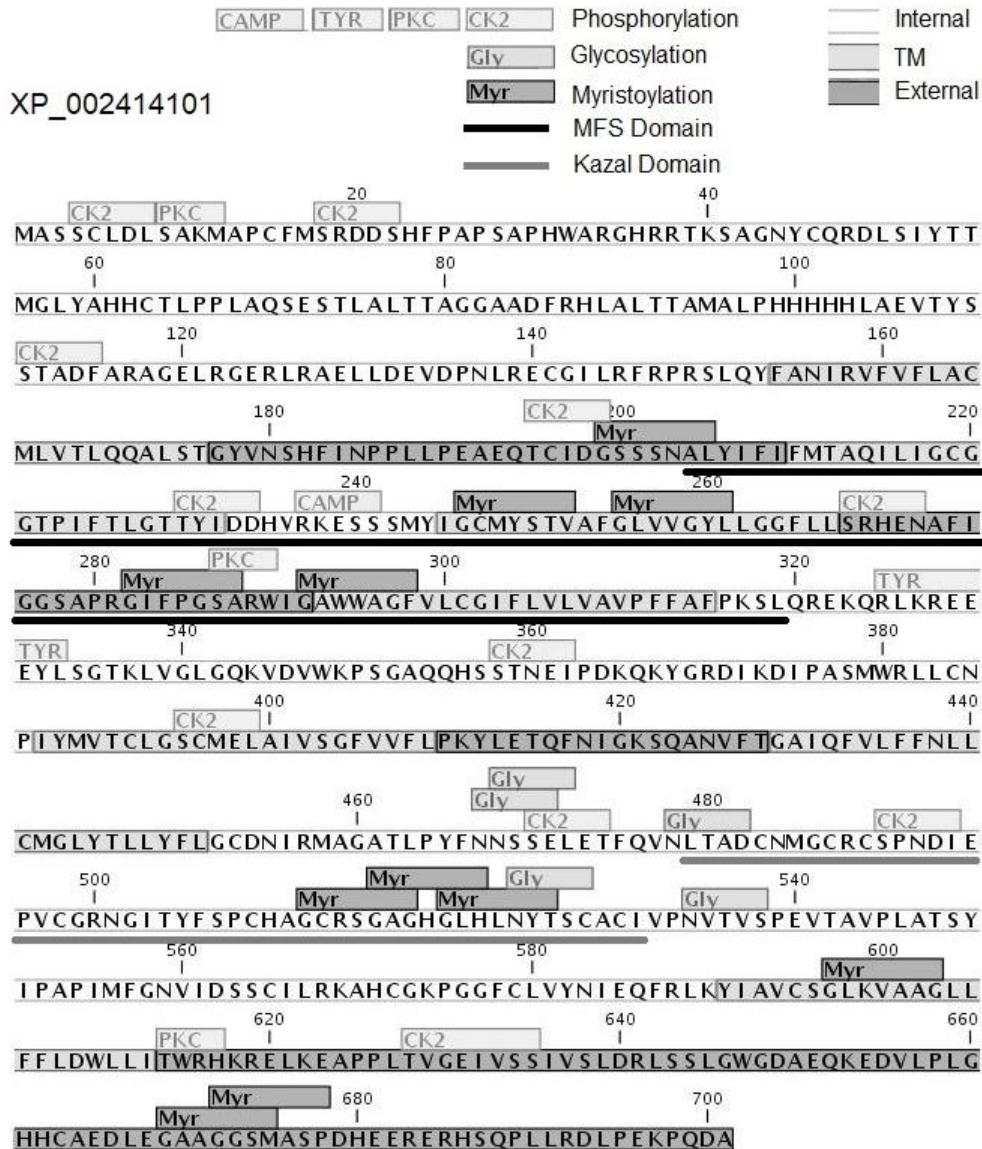 CAMP TYR PKC CK2 Phosphorylation Internal
Gly Glycosylation TM
Myr Myristoylation External
XP_002414101
MFS Domain
Kazal Domain
20 40
CK2 PKC CK2
MASSCLDLSAKMAPCFMSRDDSHFPAPSAPHWARGHRRTKSAGNYCQRDLSIYTT
60 80 100
MGLYAHHCTLPPLAQSESTLALTTAGGAADFRHLALTTAMALPHHHHHLAEVTYS
CK2 120 140 160
STADFARAGELRGERLRAELLDEVDPNLRECGILRFRPRSLQYFANIRVFVFLAC
180 CK2 200 220
Myr
MLVTLQQALSTGYVNSHFINPPLLPEAEQTCIDGSSSNALYIFIFMTAQILIGCG
240 260
CK2 CAMP Myr Myr CK2
GTPIFTLGTTYIDDHVRKESSSMYIGCMYSTVAFGLVVGYLLGGFLLSRHENAFI
280 PKC 300 320
Myr Myr TYR
GGSAPRGIFPGSARWIGAWWAGFVLCGIFLVLVAVPFFAFPKSLQREKQRLKREE
340 360 380
TYR CK2
EYLSGTKLVGLGQKVDVWKPSGAQQHSSTNEIPDKQKYGRDIKDIPASMWRLLCN
CK2 400 420 440
PIYMVTCLGSCMELAIVSGFVVFLPKYLETQFNIGKSQANVFTGAIQFVLFFNLL
Gly
460 Gly 480
CK2 Gly CK2
CMGLYTLLYFLGCDNIRMAGATLPYFNNSSELETFQVNLTADCNMGCRCSPNDIE
500 Myr Gly 540
Myr Myr Gly
PVCGRNGITYFSPCHAGCRSGAGHGLHLNYTSCACIVPNVTVSPEVTAVPLATSY
560 580 600
Myr
IPAPIMFGNVIDSSCILRKAHCGKPGGFCLVYNIEQFRLKYIAVCSGLKVAAGLL
620 640 660
PKC CK2
FFLDWLLITWRHKRELKEAPPLTVGEIVSSIVSLDRLSSLGWGDAEQKEDVLPLG
Myr 680 700
Myr
HHCAEDLEGAAGGSMASPDHEERERHSQPLLRDLPEKPQDA